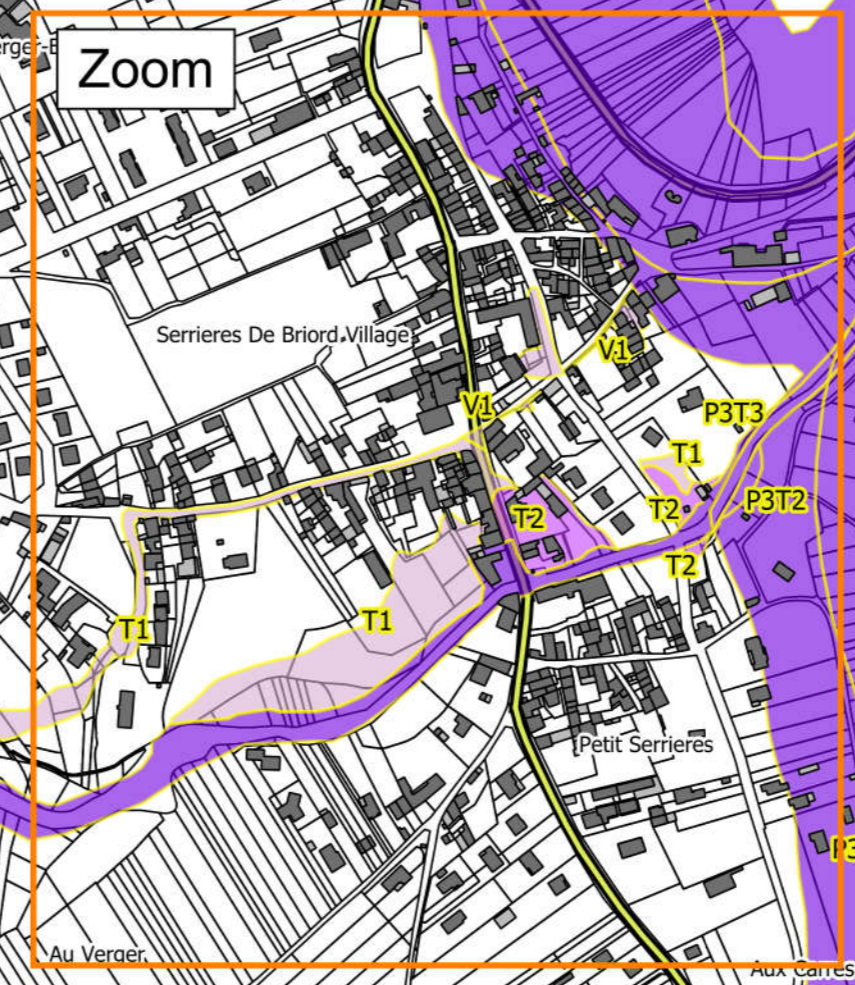 erger-B
Zoom
Serrieres De Briord Village
V1
V1
P3T3
T1
P3T2
T2
T2
T2
T1
T1
Petit Serrieres
P3
Au Verger
Aux Carres